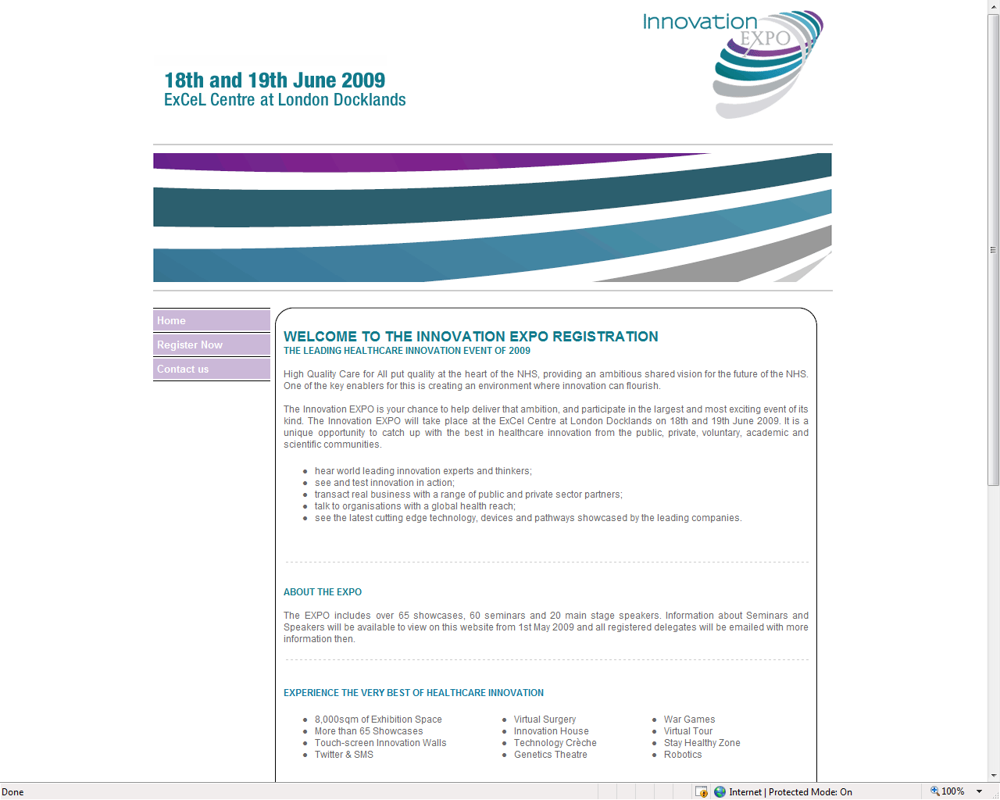 Innovation
EXPO
18th and 19th June 2009
ExCeL Centre at London Docklands
Home
Register Now
Contact us
WELCOME TO THE INNOVATION EXPO REGISTRATION
THE LEADING HEALTHCARE INNOVATION EVENT OF 2009
High Quality Care for All put quality at the heart of the NHS, providing an ambitious shared vision for the future of the NHS.
One of the key enablers for this is creating an environment where innovation can flourish.
The Innovation EXPO is your chance to help deliver that ambition, and participate in the largest and most exciting event of its
kind. The Innovation EXPO will take place at the ExCel Centre at London Docklands on 18th and 19th June 2009. It is a
unique opportunity to catch up with the best in healthcare innovation from the public, private, voluntary, academic and
scientific communities.
• hear world leading innovation experts and thinkers;
• see and test innovation in action;
• transact real business with a range of public and private sector partners;
• talk to organisations with a global health reach;
• see the latest cutting edge technology, devices and pathways showcased by the leading companies.
ABOUT THE EXPO
The EXPO includes over 65 showcases, 60 seminars and 20 main stage speakers. Information about Seminars and
Speakers will be available to view on this website from 1st May 2009 and all registered delegates will be emailed with more
information then.
EXPERIENCE THE VERY BEST OF HEALTHCARE INNOVATION
• 8,000sqm of Exhibition Space
• More than 65 Showcases
• Touch-screen Innovation Walls
• Twitter & SMS
• Virtual Surgery
• Innovation House
• Technology Crèche
• Genetics Theatre
• War Games
• Virtual Tour
• Stay Healthy Zone
• Robotics
Done
Internet | Protected Mode: On
100%